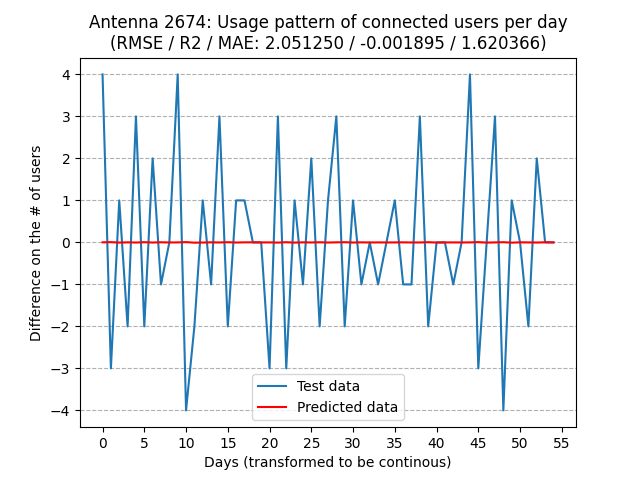 Antenna 2674: Usage pattern of connected users per day
(RMSE / R2 / MAE: 2.051250 / -0.001895 / 1.620366)
Difference on the # of users
4
3
2
1
0
−1
−2
−3
−4
Test data
Predicted data
0 5 10 15 20 25 30 35 40 45 50 55
Days (transformed to be continous)